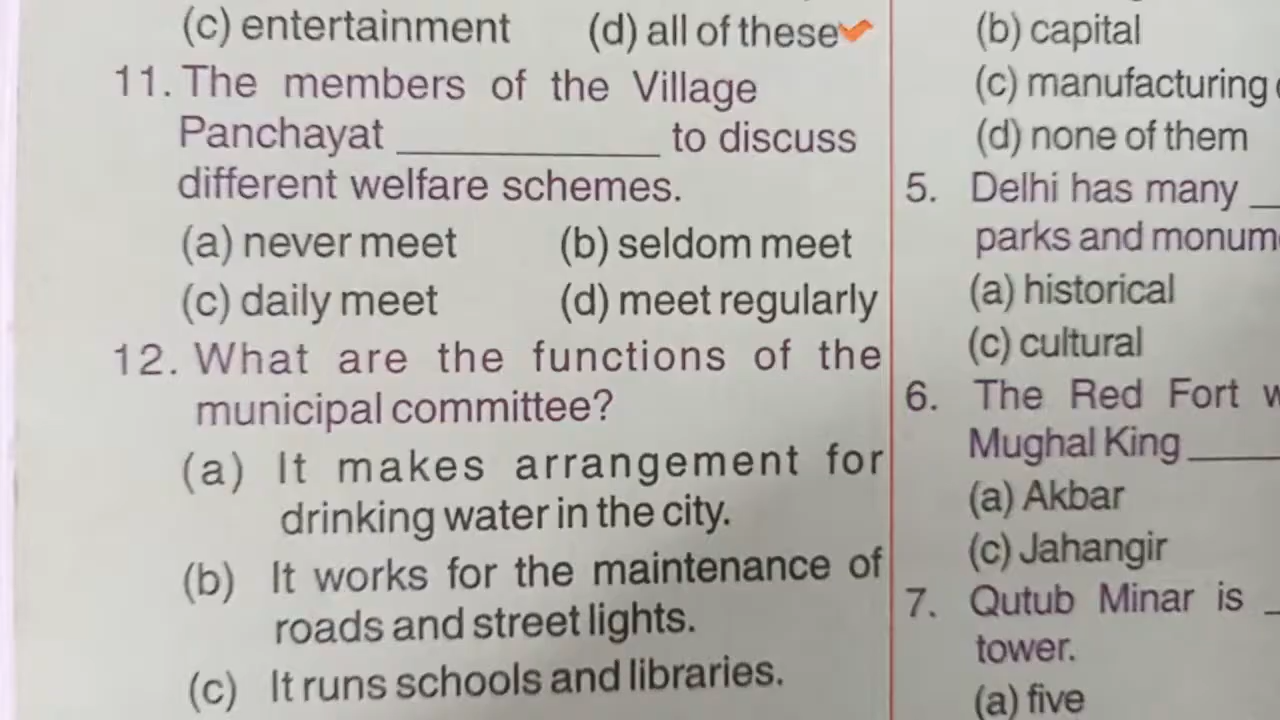 (c) entertainment (d) all of these
11. The members of the Village
Panchayat ____________ to discuss
different welfare schemes.
(a) never meet (b) seldom meet
(c) daily meet (d) meet regularly
12. What are the functions of the
municipal committee?
(a) It makes arrangement for
drinking water in the city.
(b) It works for the maintenance of
roads and street lights.
(c) It runs schools and libraries.
(b) capital
(c) manufacturing
(d) none of them
5. Delhi has many __
parks and
(a) historical
(c) cultural
6. The Red Fort
Mughal King ____
(a) Akbar
(c) Jahangir
7. Qutub Minar is _
tower.
(a) five